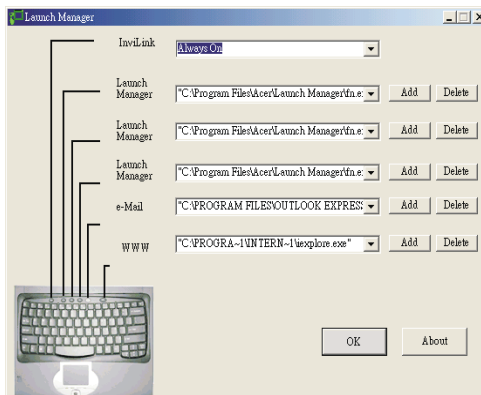 Launch Manager
InviLink
Always On
Launch
Manager
"C:\Program Files\Acer\Launch Manager\fn.e:
Add
Delete
Launch
Manager
"C:\Program Files\Acer\Launch Manager\fn.e:
Add
Delete
Launch
Manager
"C:\Program Files\Acer\Launch Manager\fn.e:
Add
Delete
e-Mail
"C:\PROGRAM FILES\OUTLOOK EXPRES:
Add
Delete
WWW
"C:\PROGRA~1\INTERN~1\iexplore.exe"
Add
Delete
OK
About